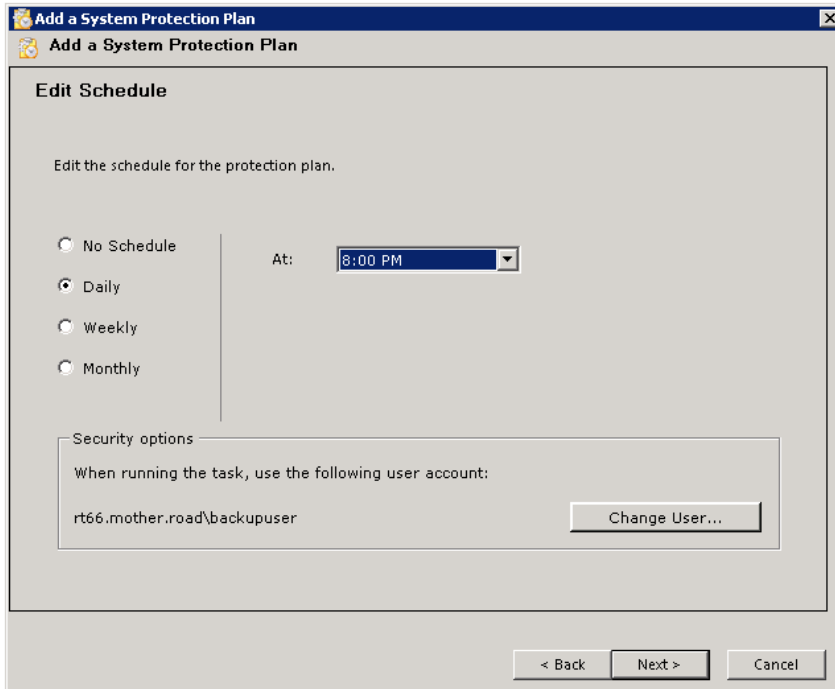 Add a System Protection Plan
Add a System Protection Plan
Edit Schedule
Edit the schedule for the protection plan.
No Schedule
Daily
Weekly
Monthly
At:
8:00 PM
Security options
When running the task, use the following user account:
rt66.mother.road\backupuser
Change User...
< Back
Next >
Cancel